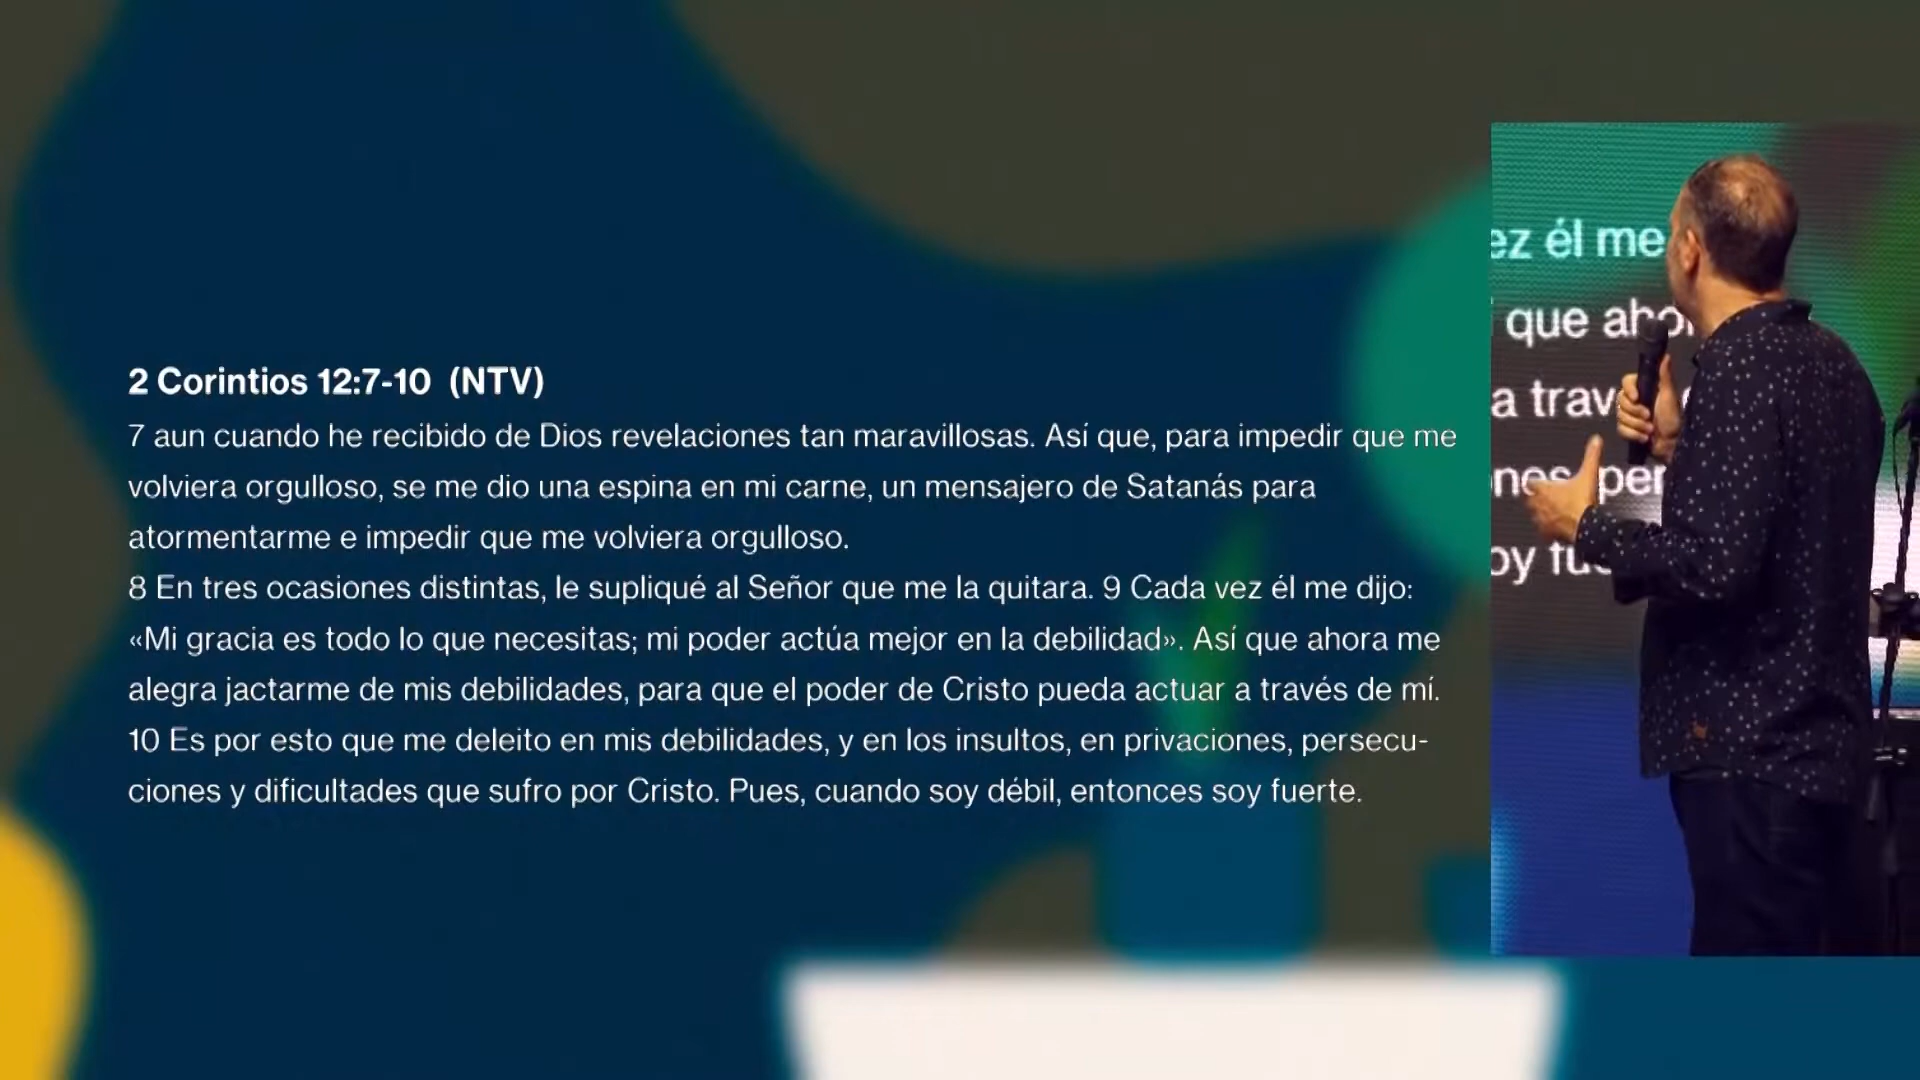 2 Corintios 12:7-10 (NTV)
7 aun cuando he recibido de Dios revelaciones tan maravillosas. Así que, para impedir que me
volviera orgulloso, se me dio una espina en mi carne, un mensajero de Satanás para
atormentarme e impedir que me volviera orgulloso.
8 En tres ocasiones distintas, le supliqué al Señor que me la quitara. 9 Cada vez él me dijo:
«Mi gracia es todo lo que necesitas; mi poder actúa mejor en la debilidad». Así que ahora me
alegra jactarme de mis debilidades, para que el poder de Cristo pueda actuar a través de mí.
10 Es por esto que me deleito en mis debilidades, y en los insultos, en privaciones, persecu-
ciones y dificultades que sufro por Cristo. Pues, cuando soy débil, entonces soy fuerte.
él me
que
a